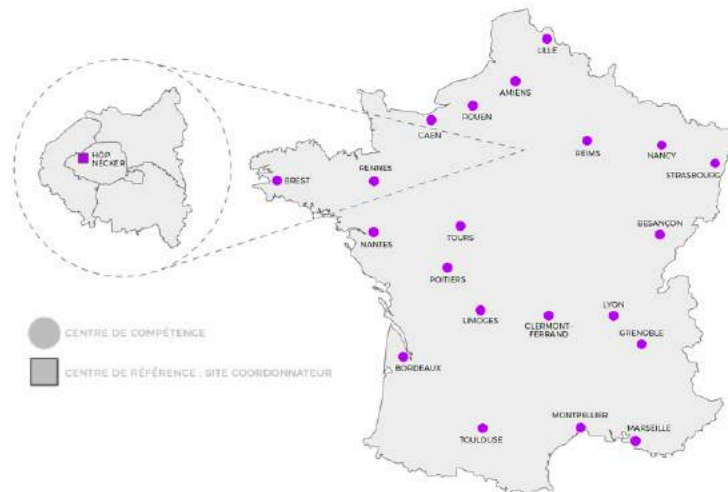 LILLE
AMIENS
ROUEN
CAEN
HOP.
NECKER
REIMS
NANCY
STRASBOURG
BREST
RENNES
BESANÇON
NANTES
TOURS
POITIERS
LIMOGES
CLERMONT-
FERRAND
LYON
GRENOBLE
CENTRE DE COMPÉTENCE
CENTRE DE RÉFÉRENCE : SITE COORDONNATEUR
BORDEAUX
TOULOUSE
MONTPELLIER
MARSEILLE